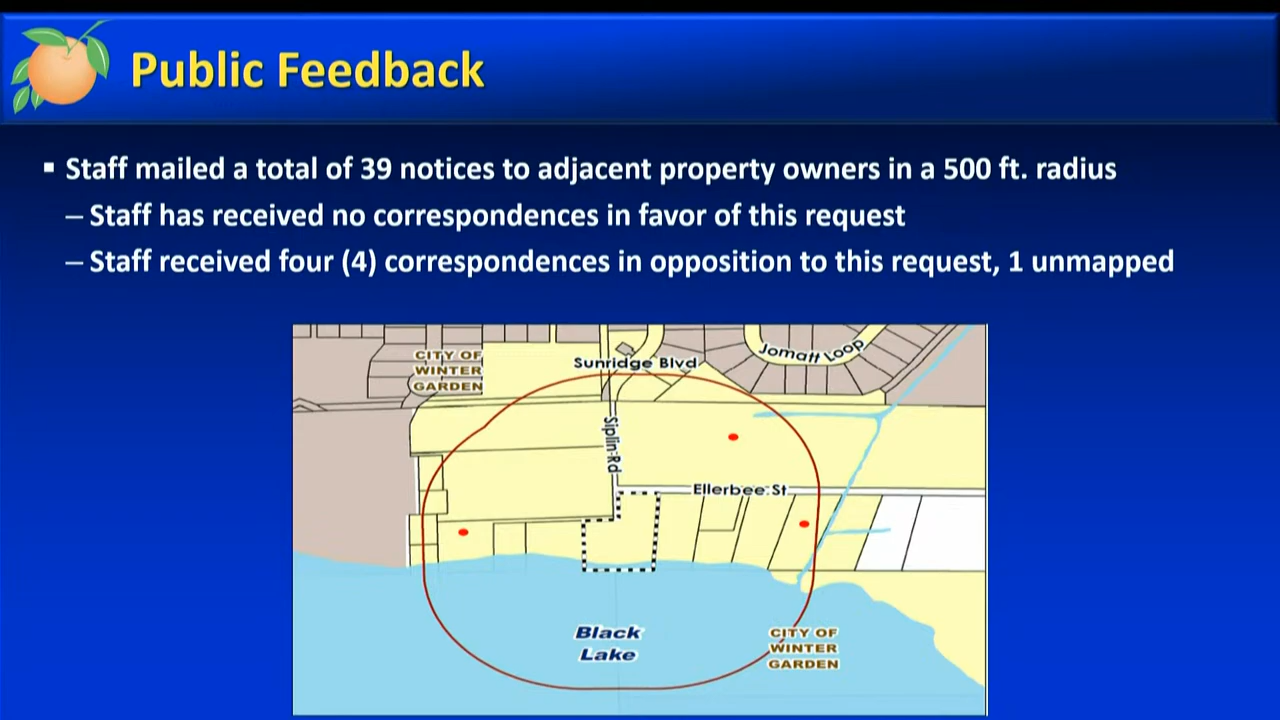 Public Feedback
▪ Staff mailed a total of 39 notices to adjacent property owners in a 500 ft. radius
– Staff has received no correspondences in favor of this request
– Staff received four (4) correspondences in opposition to this request, 1 unmapped
CITY OF
WINTER
GARDEN
Sunridge Blvd
Jomatt Loop
Siplin Rd
Ellerbee St
Black
Lake
CITY OF
WINTER
GARDEN